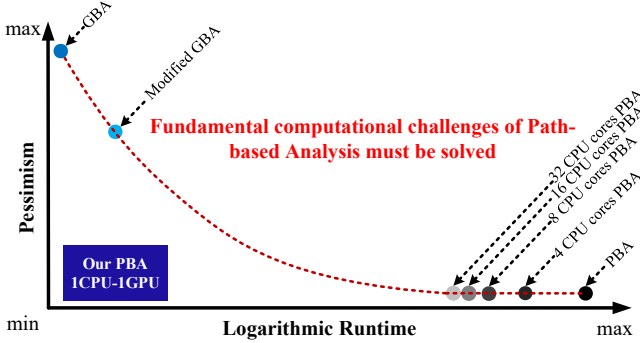 max
GBA
Modified GBA
Fundamental computational challenges of Path-
based Analysis must be solved
32 CPU cores PBA
16 CPU cores PBA
8 CPU cores PBA
4 CPU cores PBA
PBA
Pessimism
Our PBA
1CPU-1GPU
min
Logarithmic Runtime
max